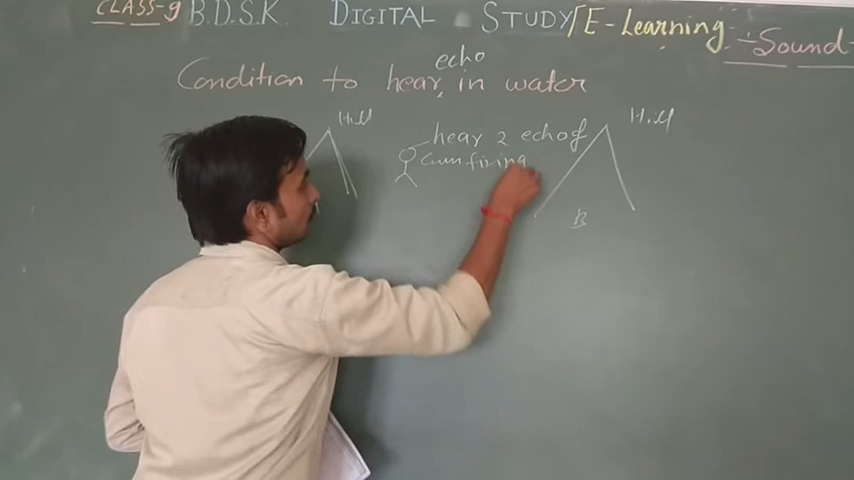 CLASS-9 B.D.S.K. DIGITAL STUDY/E-Learning ÷Sound-
echo
Condition to hear, in water
Hill
Hill
hear 2 echo of
Gun firing
B